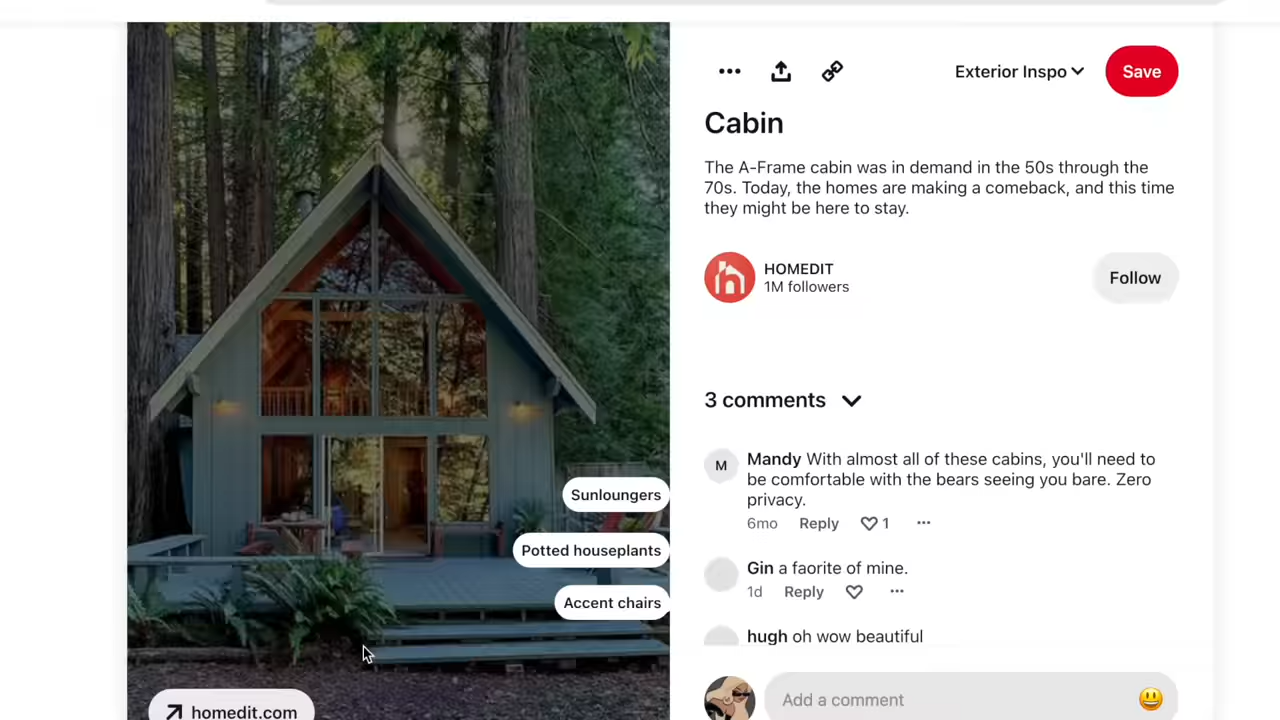 Exterior Inspo
Save
Cabin
The A-Frame cabin was in demand in the 50s through the
70s. Today, the homes are making a comeback, and this time
they might be here to stay.
HOMEDIT
1M followers
Follow
3 comments
M
Mandy With almost all of these cabins, you'll need to
be comfortable with the bears seeing you bare. Zero
privacy.
6mo Reply 1
Gin a faorite of mine.
1d Reply
hugh oh wow beautiful
Add a comment
Sunloungers
Potted houseplants
Accent chairs
homedit.com